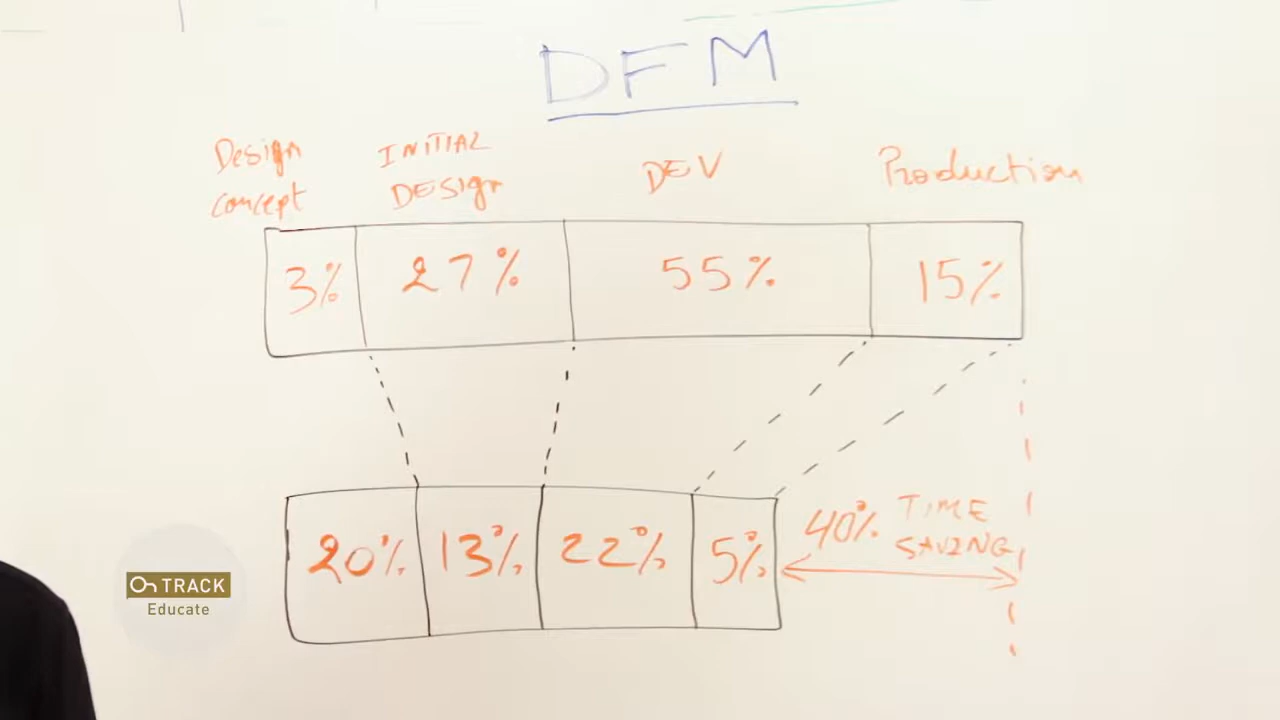 DFM
Design
concept
INITIAL
DESIGN
DEV
Production
3%
27%
55%
15%
20%
13%
22%
5%
40%
TIME
SAVING
On TRACK
Educate